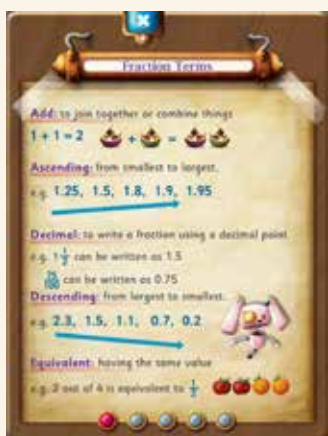 Fraction Terms
Add: to join together or combine things
1 + 1 = 2 + =
Ascending: from smallest to largest.
e.g. 1.25, 1.5, 1.8, 1.9, 1.95
Decimal: to write a fraction using a decimal point
e.g. 1 1/2 can be written as 1.5
can be written as 0.75
Descending: from largest to smallest.
e.g. 2.3, 1.5, 1.1, 0.7, 0.2
Equivalent: having the same value
e.g. 2 out of 4 is equivalent to 1/2